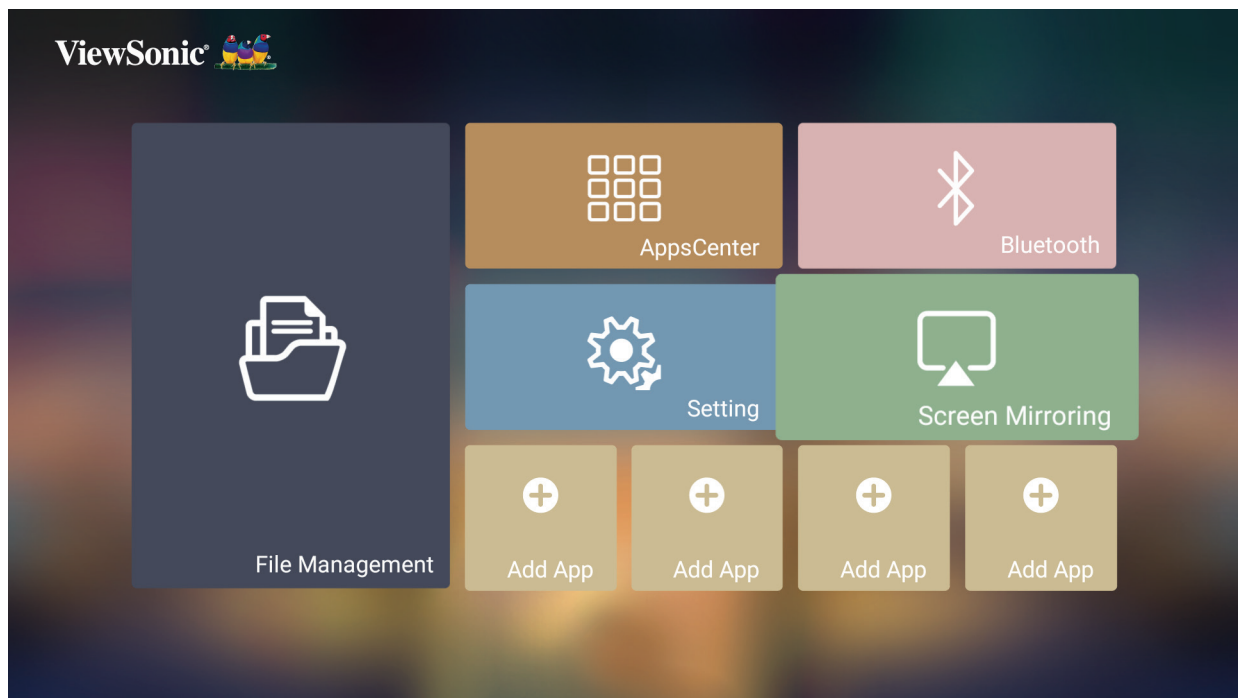 ViewSonic®
AppsCenter
Bluetooth
Setting
Screen Mirroring
File Management
Add App
Add App
Add App
Add App